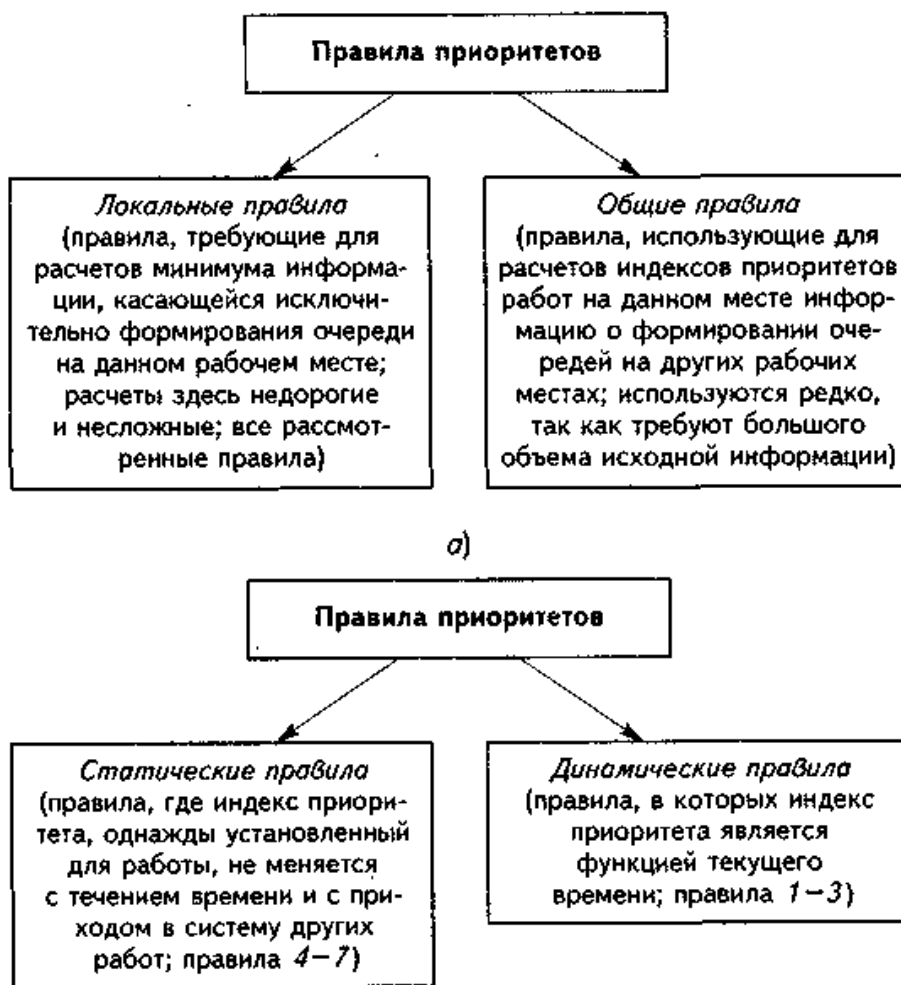 Правила приоритетов
Локальные правила
(правила, требующие для
расчетов минимума информа-
ции, касающейся исключи-
тельно формирования очереди
на данном рабочем месте;
расчеты здесь недорогие
и несложные; все рассмот-
ренные правила)
Общие правила
(правила, использующие для
расчетов индексов приоритетов
работ на данном месте инфор-
мацию о формировании оче-
редей на других рабочих
местах; используются редко,
так как требуют большого
объема исходной информации)
а)
Правила приоритетов
Статические правила
(правила, где индекс приори-
тета, однажды установленный
для работы, не меняется
с течением времени и с при-
ходом в систему других
работ; правила 4—7)
Динамические правила
(правила, в которых индекс
приоритета является
функцией текущего
времени; правила 1—3)